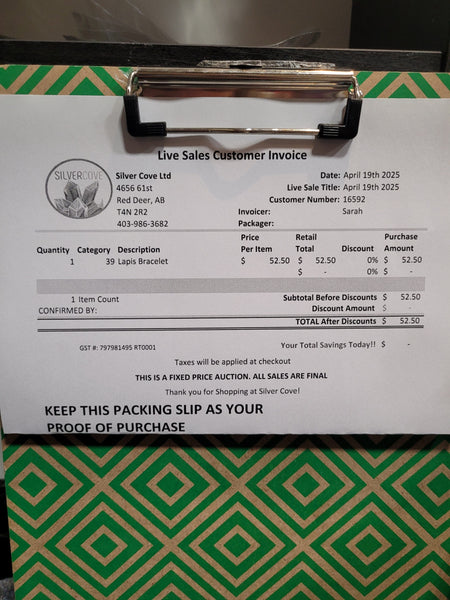 Live Sales Customer Invoice
SILVERCOVE
Silver Cove Ltd
4656 61st
Red Deer, AB
T4N 2R2
403-986-3682
Date: April 19th 2025
Live Sale Title: April 19th 2025
Customer Number: 16592
Invoicer: Sarah
Packager:
Quantity Category Description Price Per Item Retail Total Discount Purchase Amount
1 39 Lapis Bracelet $ 52.50 $ 52.50 0% $ 52.50
$ - 0% $ -
1 Item Count Subtotal Before Discounts $ 52.50
CONFIRMED BY: Discount Amount $ -
TOTAL After Discounts $ 52.50
GST #: 797981495 RT0001 Your Total Savings Today!! $ -
Taxes will be applied at checkout
THIS IS A FIXED PRICE AUCTION. ALL SALES ARE FINAL
Thank you for Shopping at Silver Cove!
KEEP THIS PACKING SLIP AS YOUR
PROOF OF PURCHASE